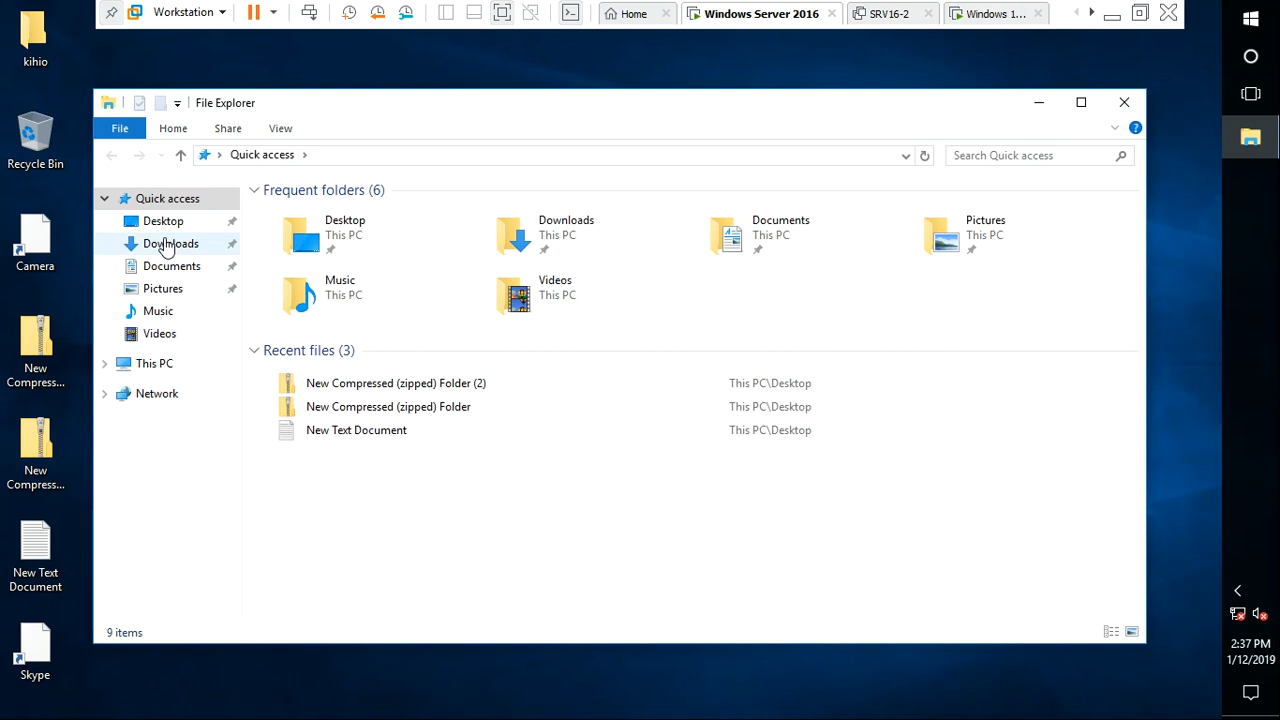 Workstation
Home
Windows Server 2016
SRV16-2
Windows 1...
kihio
Recycle Bin
Camera
New
Compress...
New
Compress...
New Text
Document
Skype
File Explorer
File
Home
Share
View
Quick access
Search Quick access
Quick access
Desktop
Downloads
Documents
Pictures
Music
Videos
This PC
Network
Frequent folders (6)
Desktop
This PC
Downloads
This PC
Documents
This PC
Pictures
This PC
Music
This PC
Videos
This PC
Recent files (3)
New Compressed (zipped) Folder (2)
This PC\Desktop
New Compressed (zipped) Folder
This PC\Desktop
New Text Document
This PC\Desktop
9 items
2:37 PM
1/12/2019